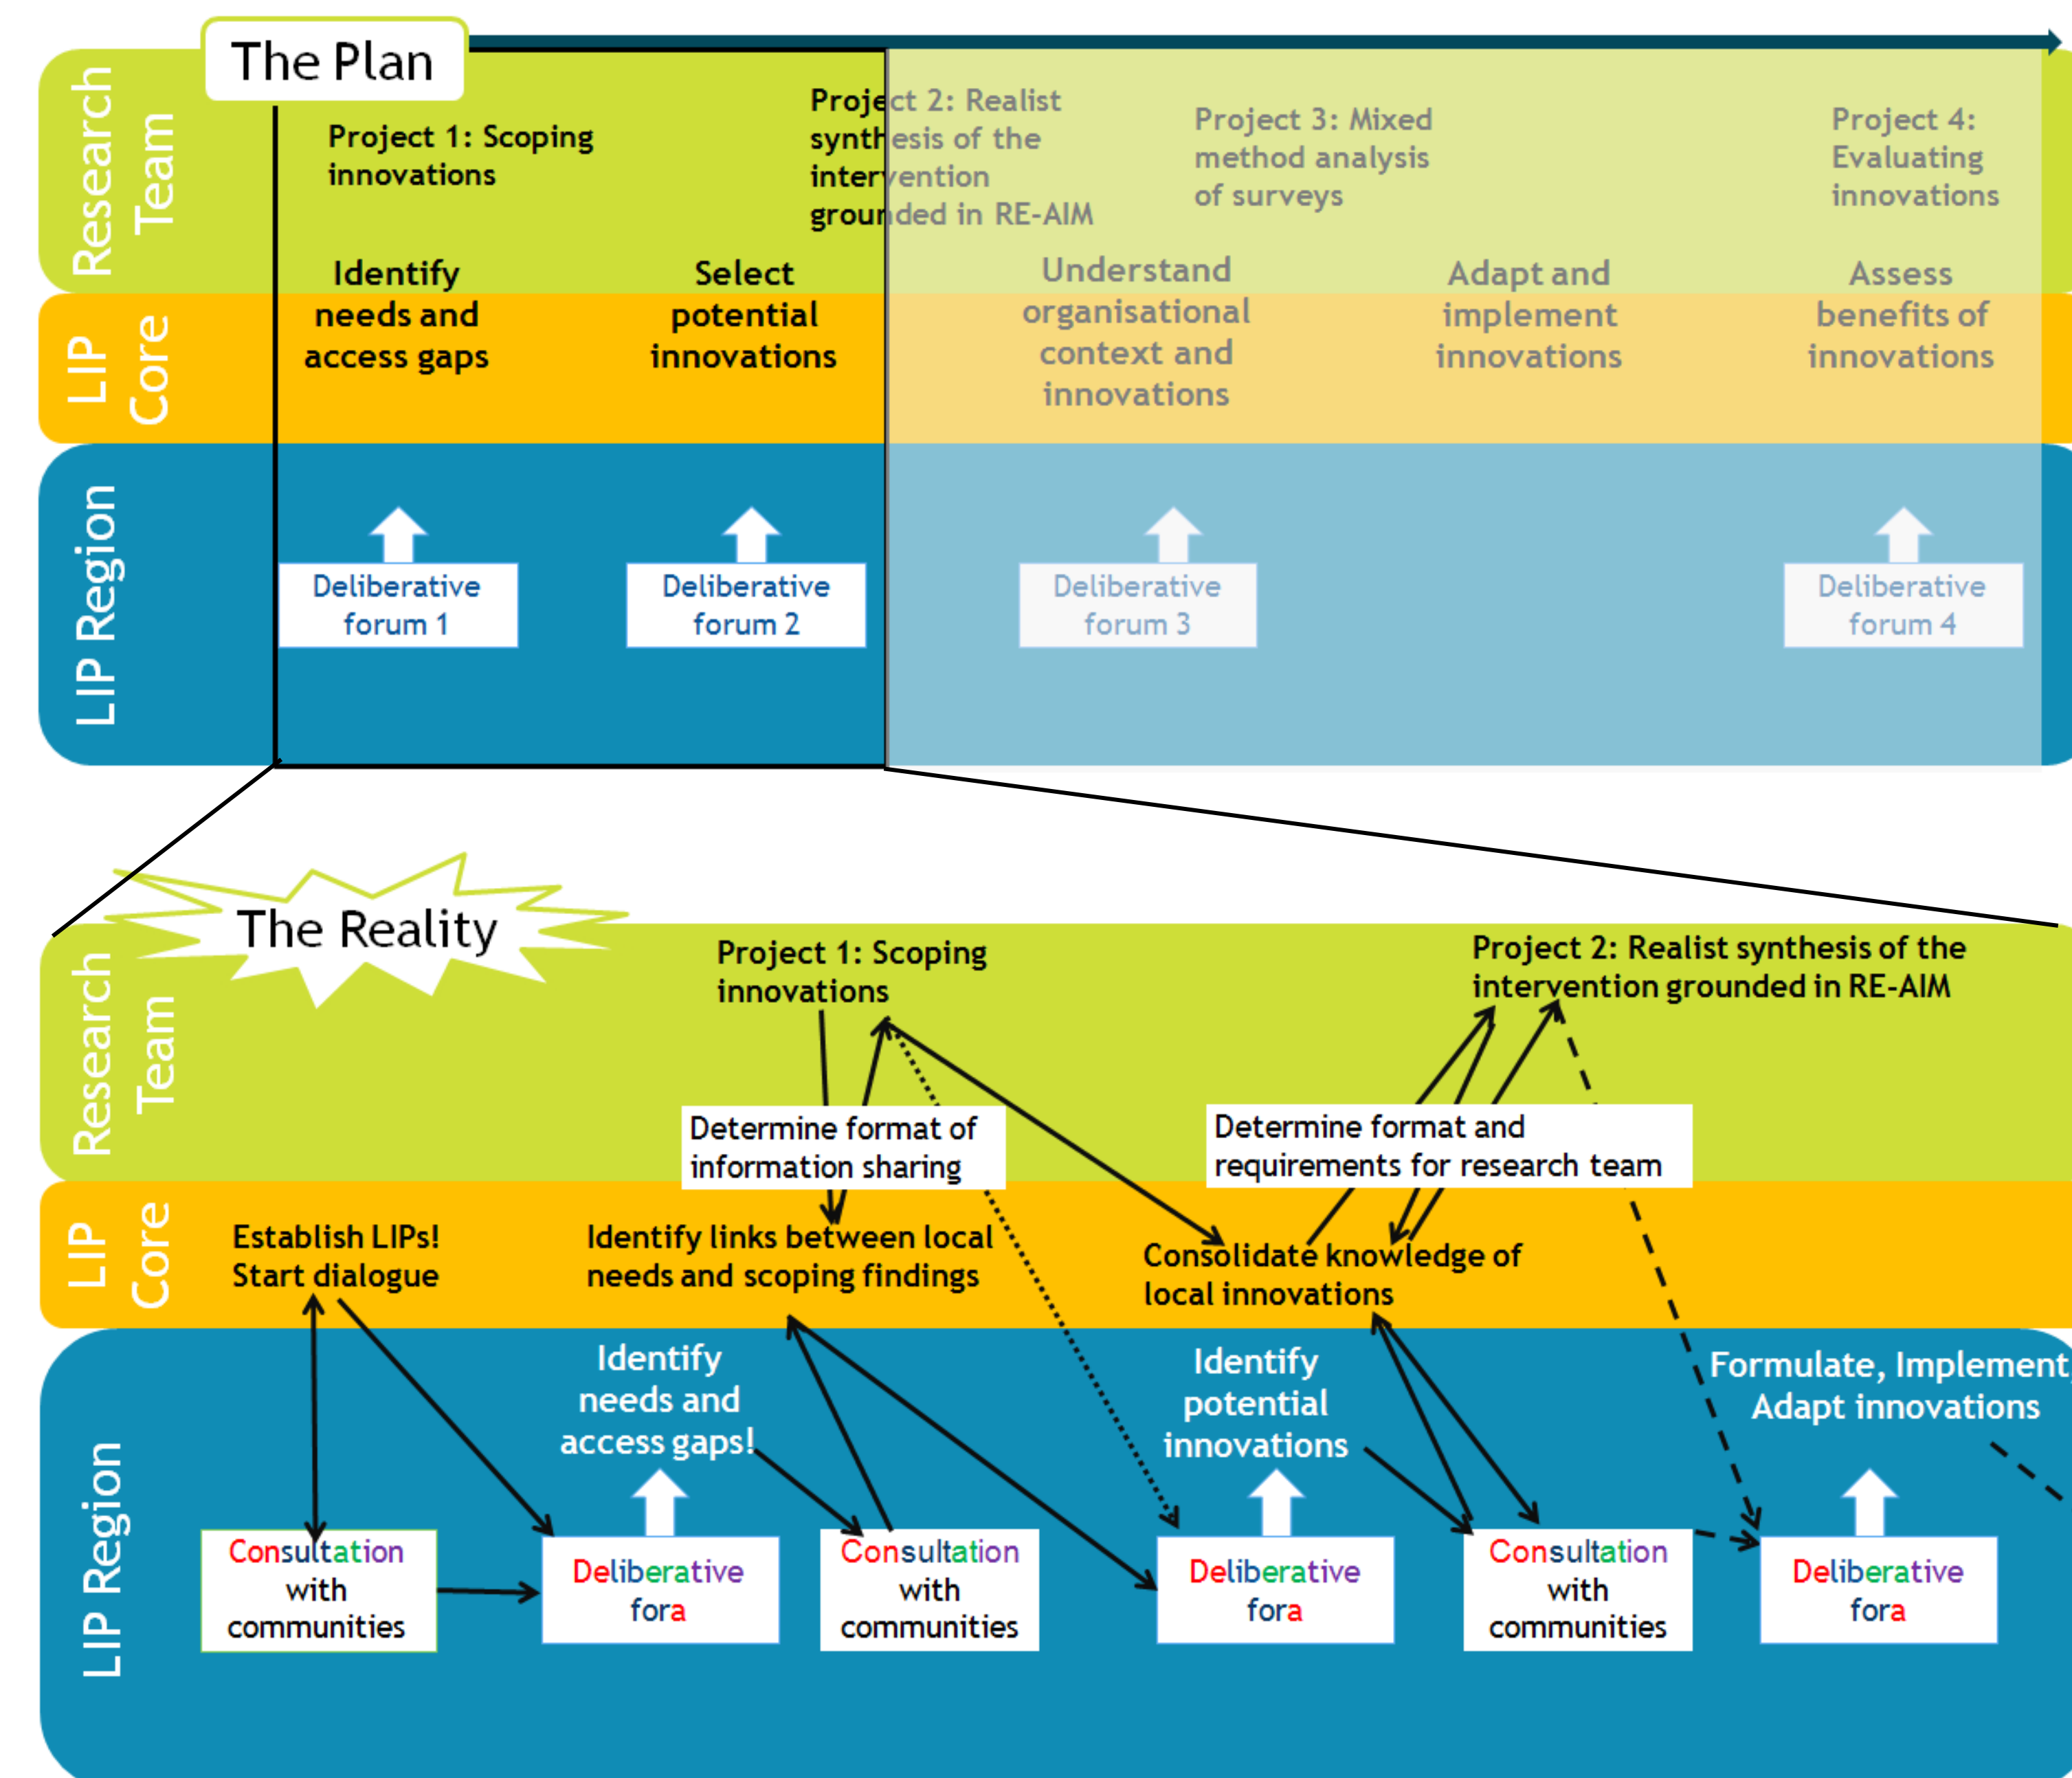 The Plan
Research
Team
Project 1: Scoping
innovations
Project 2: Realist
synthesis of the
intervention
grounded in RE-AIM
Project 3: Mixed
method analysis
of surveys
Project 4:
Evaluating
innovations
Identify
needs and
access gaps
Select
potential
innovations
Understand
organisational
context and
innovations
Adapt and
implement
innovations
Assess
benefits of
innovations
LIP
Core
LIP Region
Deliberative
forum 1
Deliberative
forum 2
Deliberative
forum 3
Deliberative
forum 4
The Reality
Research
Team
Project 1: Scoping
innovations
Project 2: Realist synthesis of the
intervention grounded in RE-AIM
Determine format of
information sharing
Determine format and
requirements for research team
LIP
Core
Establish LIPs!
Start dialogue
Identify links between local
needs and scoping findings
Consolidate knowledge of
local innovations
LIP Region
Identify
needs and
access gaps!
Identify
potential
innovations
Formulate, Implement,
Adapt innovations
Consultation
with
communities
Deliberative
fora
Consultation
with
communities
Deliberative
fora
Consultation
with
communities
Deliberative
fora